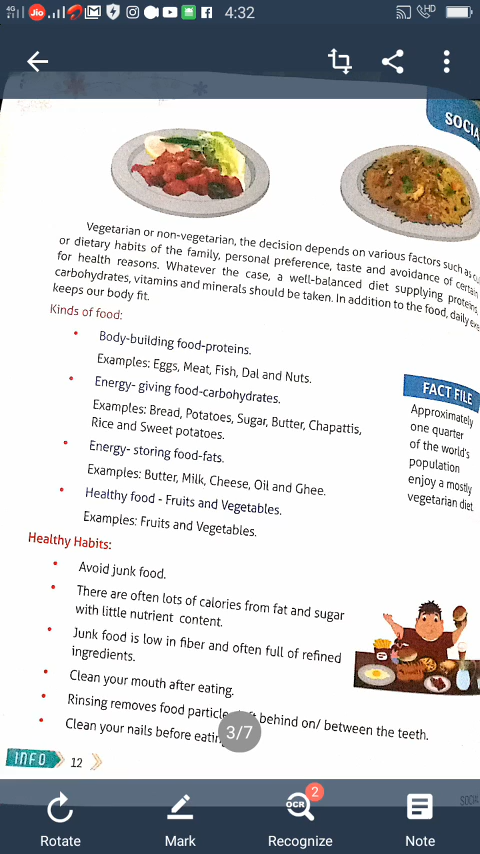 4G
Jio
4:32
HD
SOCIA
Vegetarian or non-vegetarian, the decision depends on various factors such as
or dietary habits of the family, personal preference, taste and avoidance of certain
for health reasons. Whatever the case, a well-balanced diet supplying proteins,
carbohydrates, vitamins and minerals should be taken. In addition to the food, daily
keeps our body fit.
Kinds of food:
• Body-building food-proteins.
Examples: Eggs, Meat, Fish, Dal and Nuts.
• Energy- giving food-carbohydrates.
Examples: Bread, Potatoes, Sugar, Butter, Chapattis,
Rice and Sweet potatoes.
• Energy- storing food-fats.
Examples: Butter, Milk, Cheese, Oil and Ghee.
• Healthy food - Fruits and Vegetables.
Examples: Fruits and Vegetables.
FACT FILE
Approximately
one quarter
of the world's
population
enjoy a mostly
vegetarian diet
Healthy Habits:
• Avoid junk food.
• There are often lots of calories from fat and sugar
with little nutrient content.
• Junk food is low in fiber and often full of refined
ingredients.
• Clean your mouth after eating.
• Rinsing removes food particle behind on/ between the teeth.
• Clean your nails before
3/7
INFO 12
SOCIA
Rotate
Mark
OCR 2
Recognize
Note